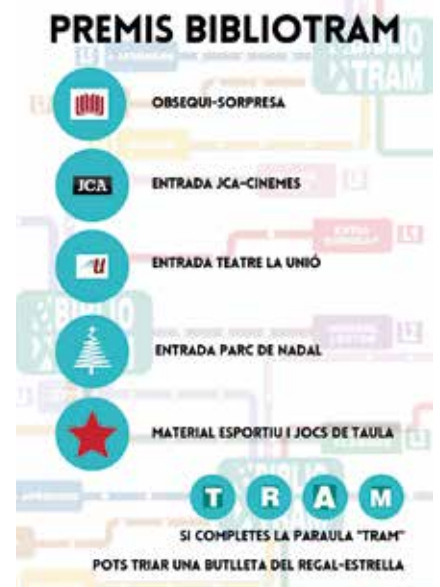 PREMIS BIBLIOTRAM
OBSEQUI-SORPRESA
JCA
ENTRADA JCA-CINEMES
U
ENTRADA TEATRE LA UNIÓ
ENTRADA PARC DE NADAL
MATERIAL ESPORTIU I JOCS DE TAULA
T R A M
SI COMPLETES LA PARAULA "TRAM"
POTS TRIAR UNA BUTLLETA DEL REGAL-ESTRELLA